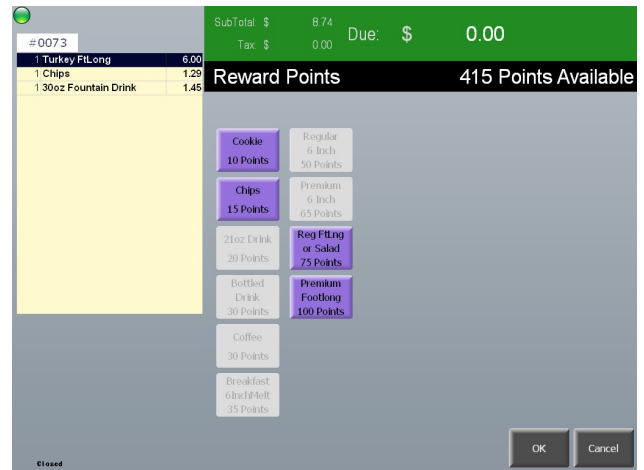 SubTotal: $ 8.74
Tax: $ 0.00
Due: $ 0.00
#0073
1 Turkey FtLong 6.00
1 Chips 1.29
1 30oz Fountain Drink 1.45
Reward Points 415 Points Available
Cookie
10 Points
Regular
6 Inch
50 Points
Chips
15 Points
Premium
6 Inch
65 Points
21oz Drink
20 Points
Reg FtLng
or Salad
75 Points
Bottled
Drink
30 Points
Premium
Footlong
100 Points
Coffee
30 Points
Breakfast
6InchMelt
35 Points
OK
Cancel
Closed